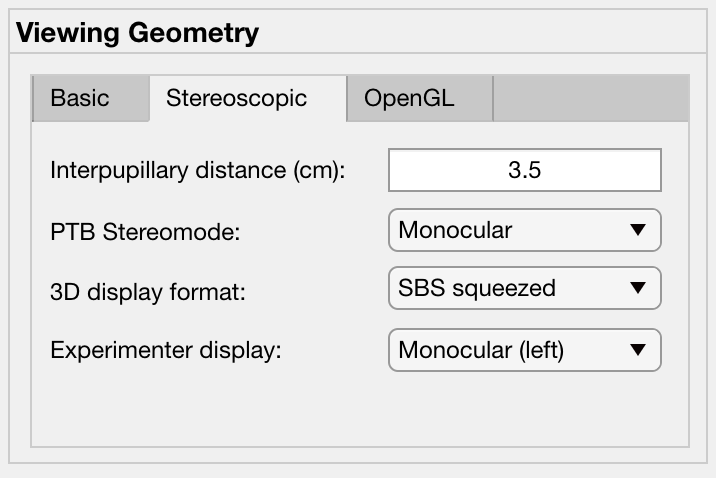 Viewing Geometry
Basic Stereoscopic OpenGL
Interpupillary distance (cm): 3.5
PTB Stereomode: Monocular
3D display format: SBS squeezed
Experimenter display: Monocular (left)